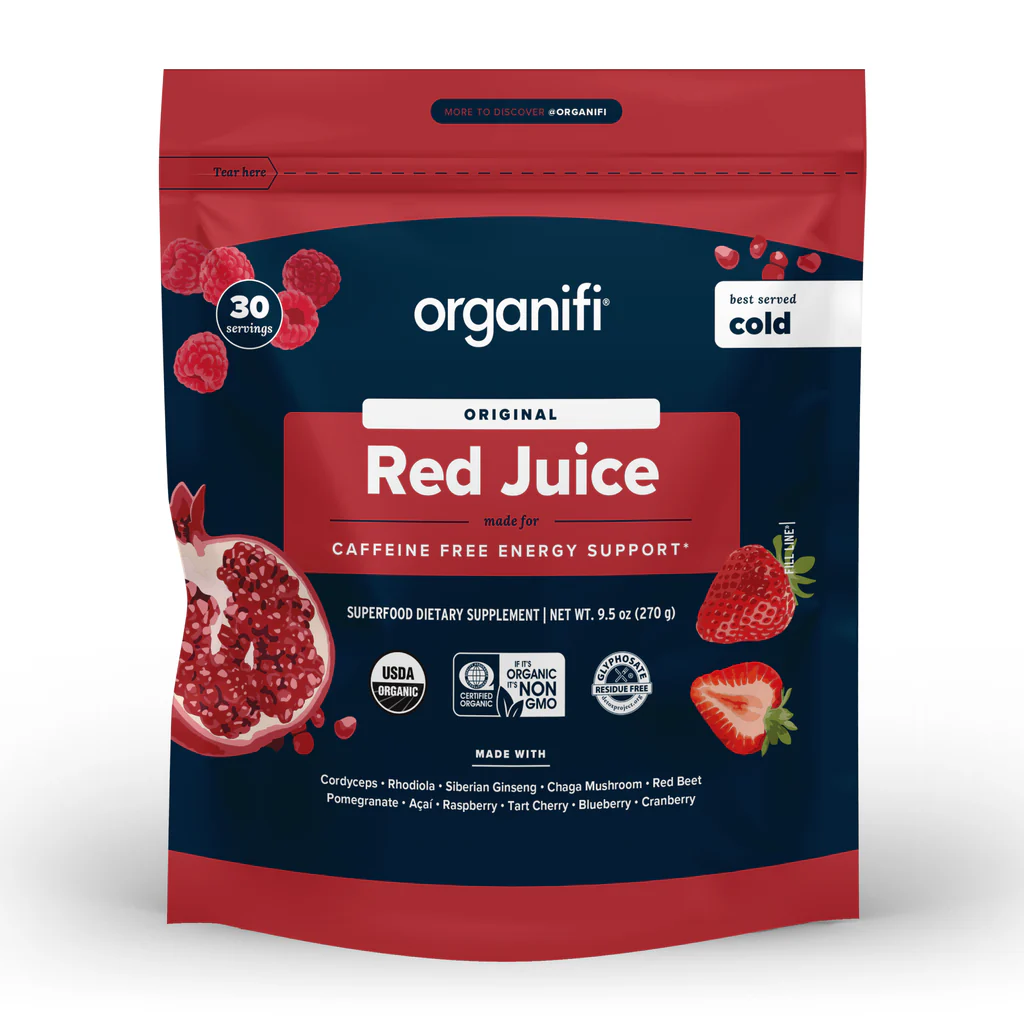 MORE TO DISCOVER @ORGANIFI
Tear here
30
servings
best served
cold
organifi®
ORIGINAL
Red Juice
made for
CAFFEINE FREE ENERGY SUPPORT*
FILL LINE*|
SUPERFOOD DIETARY SUPPLEMENT | NET WT. 9.5 oz (270 g)
USDA
ORGANIC
CERTIFIED
ORGANIC
IF IT'S
ORGANIC
IT'S NON
GMO
GLYPHOSATE
RESIDUE FREE
detoxproject.org
MADE WITH
Cordyceps • Rhodiola • Siberian Ginseng • Chaga Mushroom • Red Beet
Pomegranate • Açaí • Raspberry • Tart Cherry • Blueberry • Cranberry